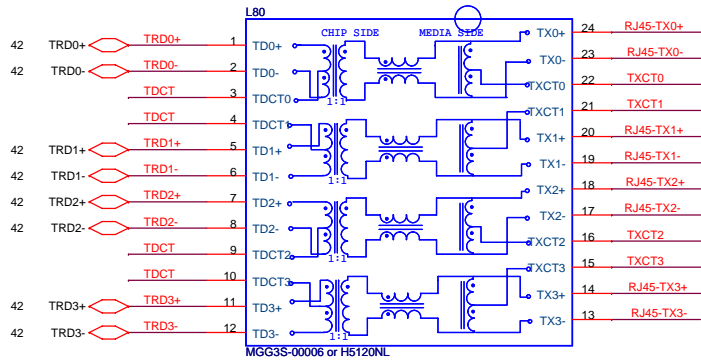 L80
CHIP SIDE MEDIA SIDE
42 TRD0+ TRD0+ 1 TD0+ TX0+ 24 RJ45-TX0+
42 TRD0- TRD0- 2 TD0- TX0- 23 RJ45-TX0-
TDCT 3 TDCT0 1:1 TXCT0 22 TXCT0
TDCT 4 TDCT1 TXCT1 21 TXCT1
42 TRD1+ TRD1+ 5 TD1+ TX1+ 20 RJ45-TX1+
42 TRD1- TRD1- 6 TD1- 1:1 TX1- 19 RJ45-TX1-
42 TRD2+ TRD2+ 7 TD2+ TX2+ 18 RJ45-TX2+
42 TRD2- TRD2- 8 TD2- TX2- 17 RJ45-TX2-
TDCT 9 TDCT2 1:1 TXCT2 16 TXCT2
TDCT 10 TDCT3 TXCT3 15 TXCT3
42 TRD3+ TRD3+ 11 TD3+ TX3+ 14 RJ45-TX3+
42 TRD3- TRD3- 12 TD3- 1:1 TX3- 13 RJ45-TX3-
MGG3S-00006 or H5120NL